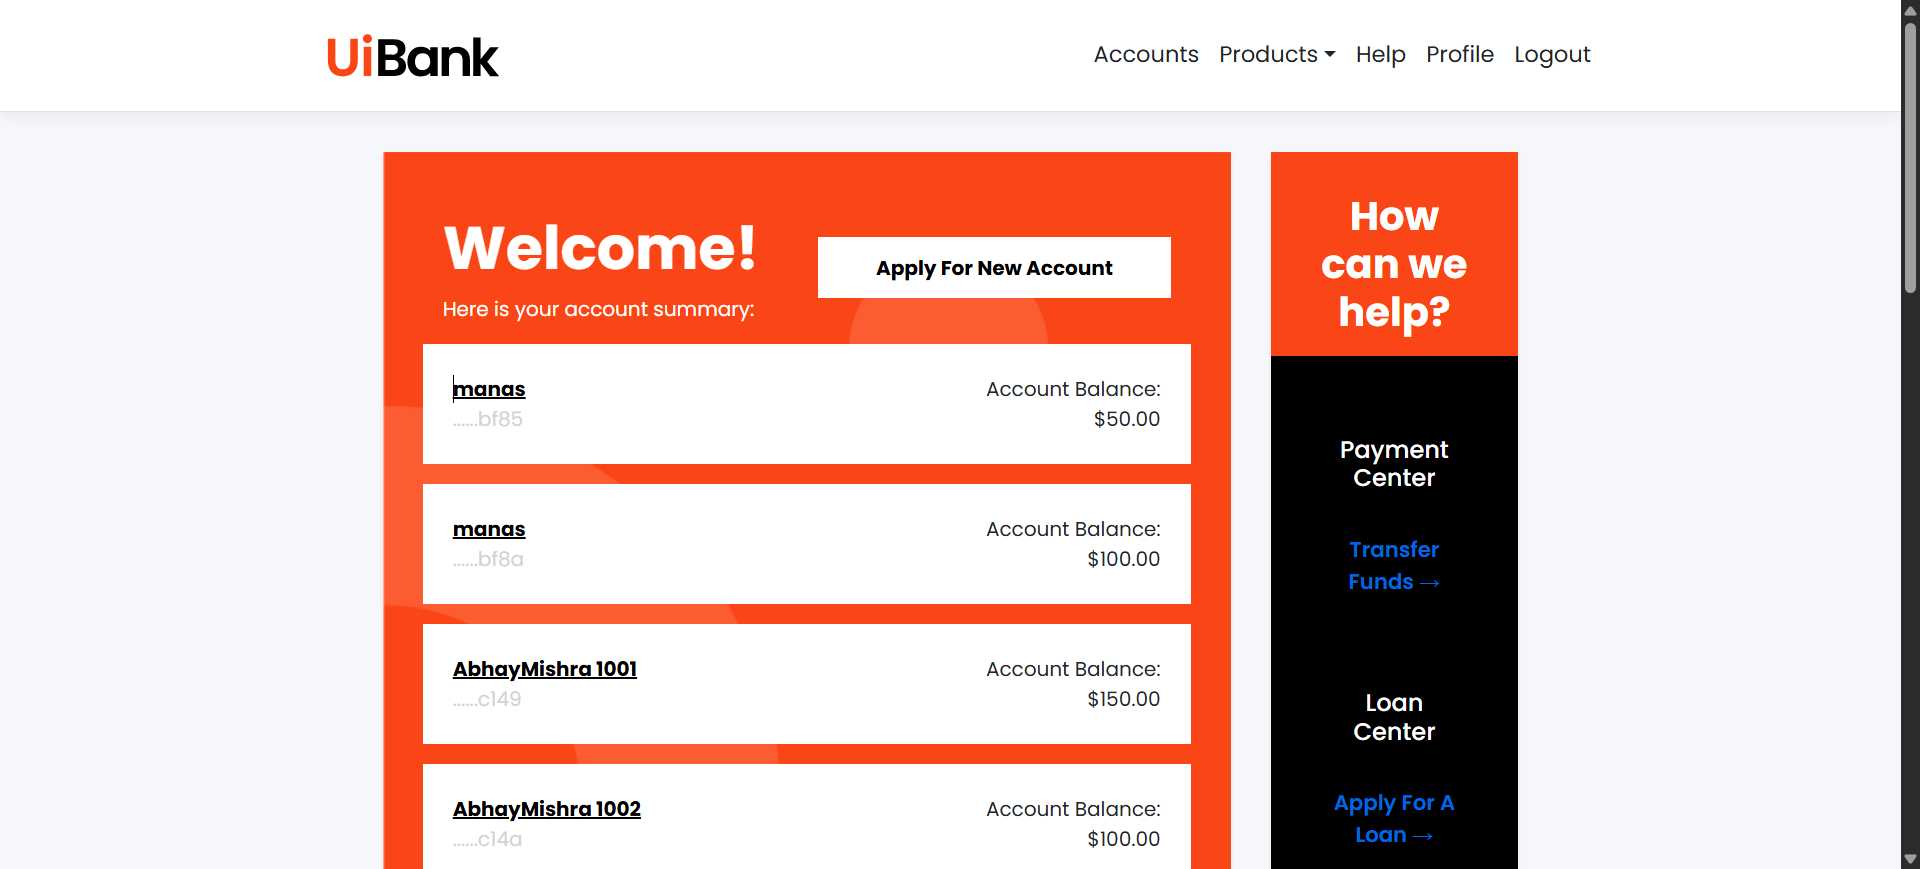 UiBank
Accounts Products Help Profile Logout
Welcome!
Here is your account summary:
Apply For New Account
manas
......bf85
Account Balance:
$50.00
manas
......bf8a
Account Balance:
$100.00
AbhayMishra 1001
......c149
Account Balance:
$150.00
AbhayMishra 1002
......c14a
Account Balance:
$100.00
How
can we
help?
Payment
Center
Transfer
Funds →
Loan
Center
Apply For A
Loan →